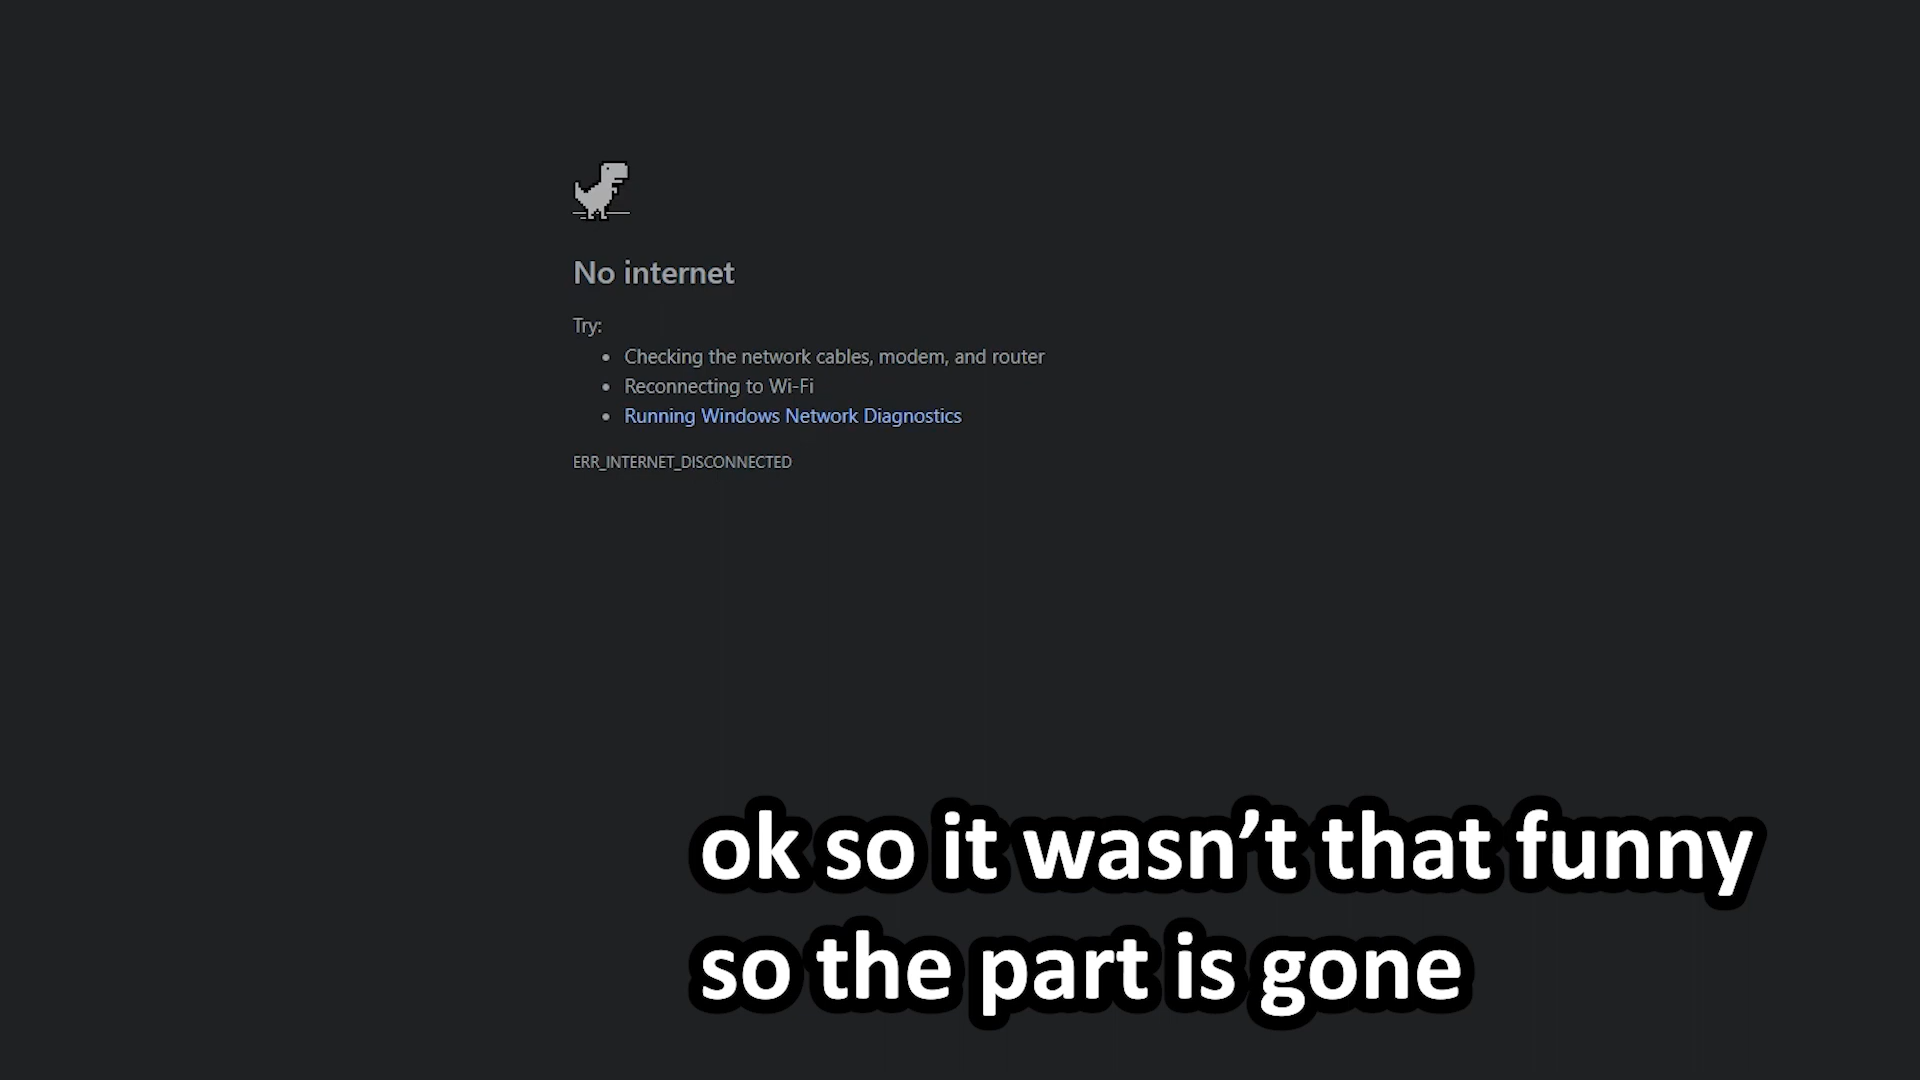 No internet
Try:
Checking the network cables, modem, and router
Reconnecting to Wi-Fi
Running Windows Network Diagnostics
ERR_INTERNET_DISCONNECTED
ok so it wasn’t that funny
so the part is gone